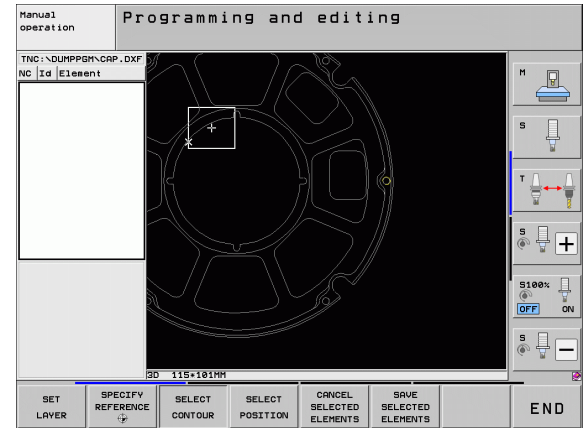 Manual
operation
Programming and editing
TNC:\DUMPPGM\CAP.DXF
NC Id Element
M
S
T
S
S100%
OFF ON
S
3D 115*101MM
SET
LAYER
SPECIFY
REFERENCE
SELECT
CONTOUR
SELECT
POSITION
CANCEL
SELECTED
ELEMENTS
SAVE
SELECTED
ELEMENTS
END